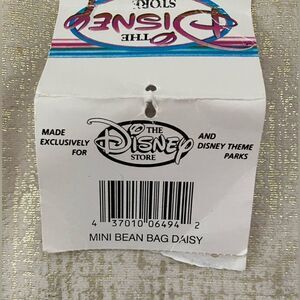 THE
DISNEY
STORE
MADE
EXCLUSIVELY
FOR
THE
DISNEY
STORE
AND
DISNEY THEME
PARKS
4 37010 06494 2
MINI BEAN BAG DAISY